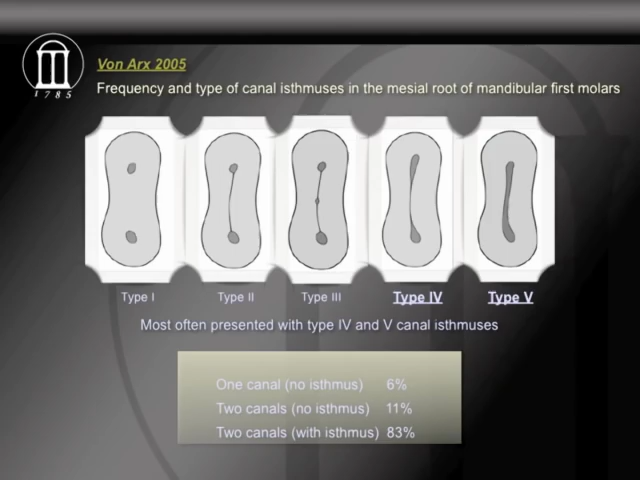 Von Arx 2005
1785
Frequency and type of canal isthmuses in the mesial root of mandibular first molars
Type I Type II Type III Type IV Type V
Most often presented with type IV and V canal isthmuses
One canal (no isthmus) 6%
Two canals (no isthmus) 11%
Two canals (with isthmus) 83%